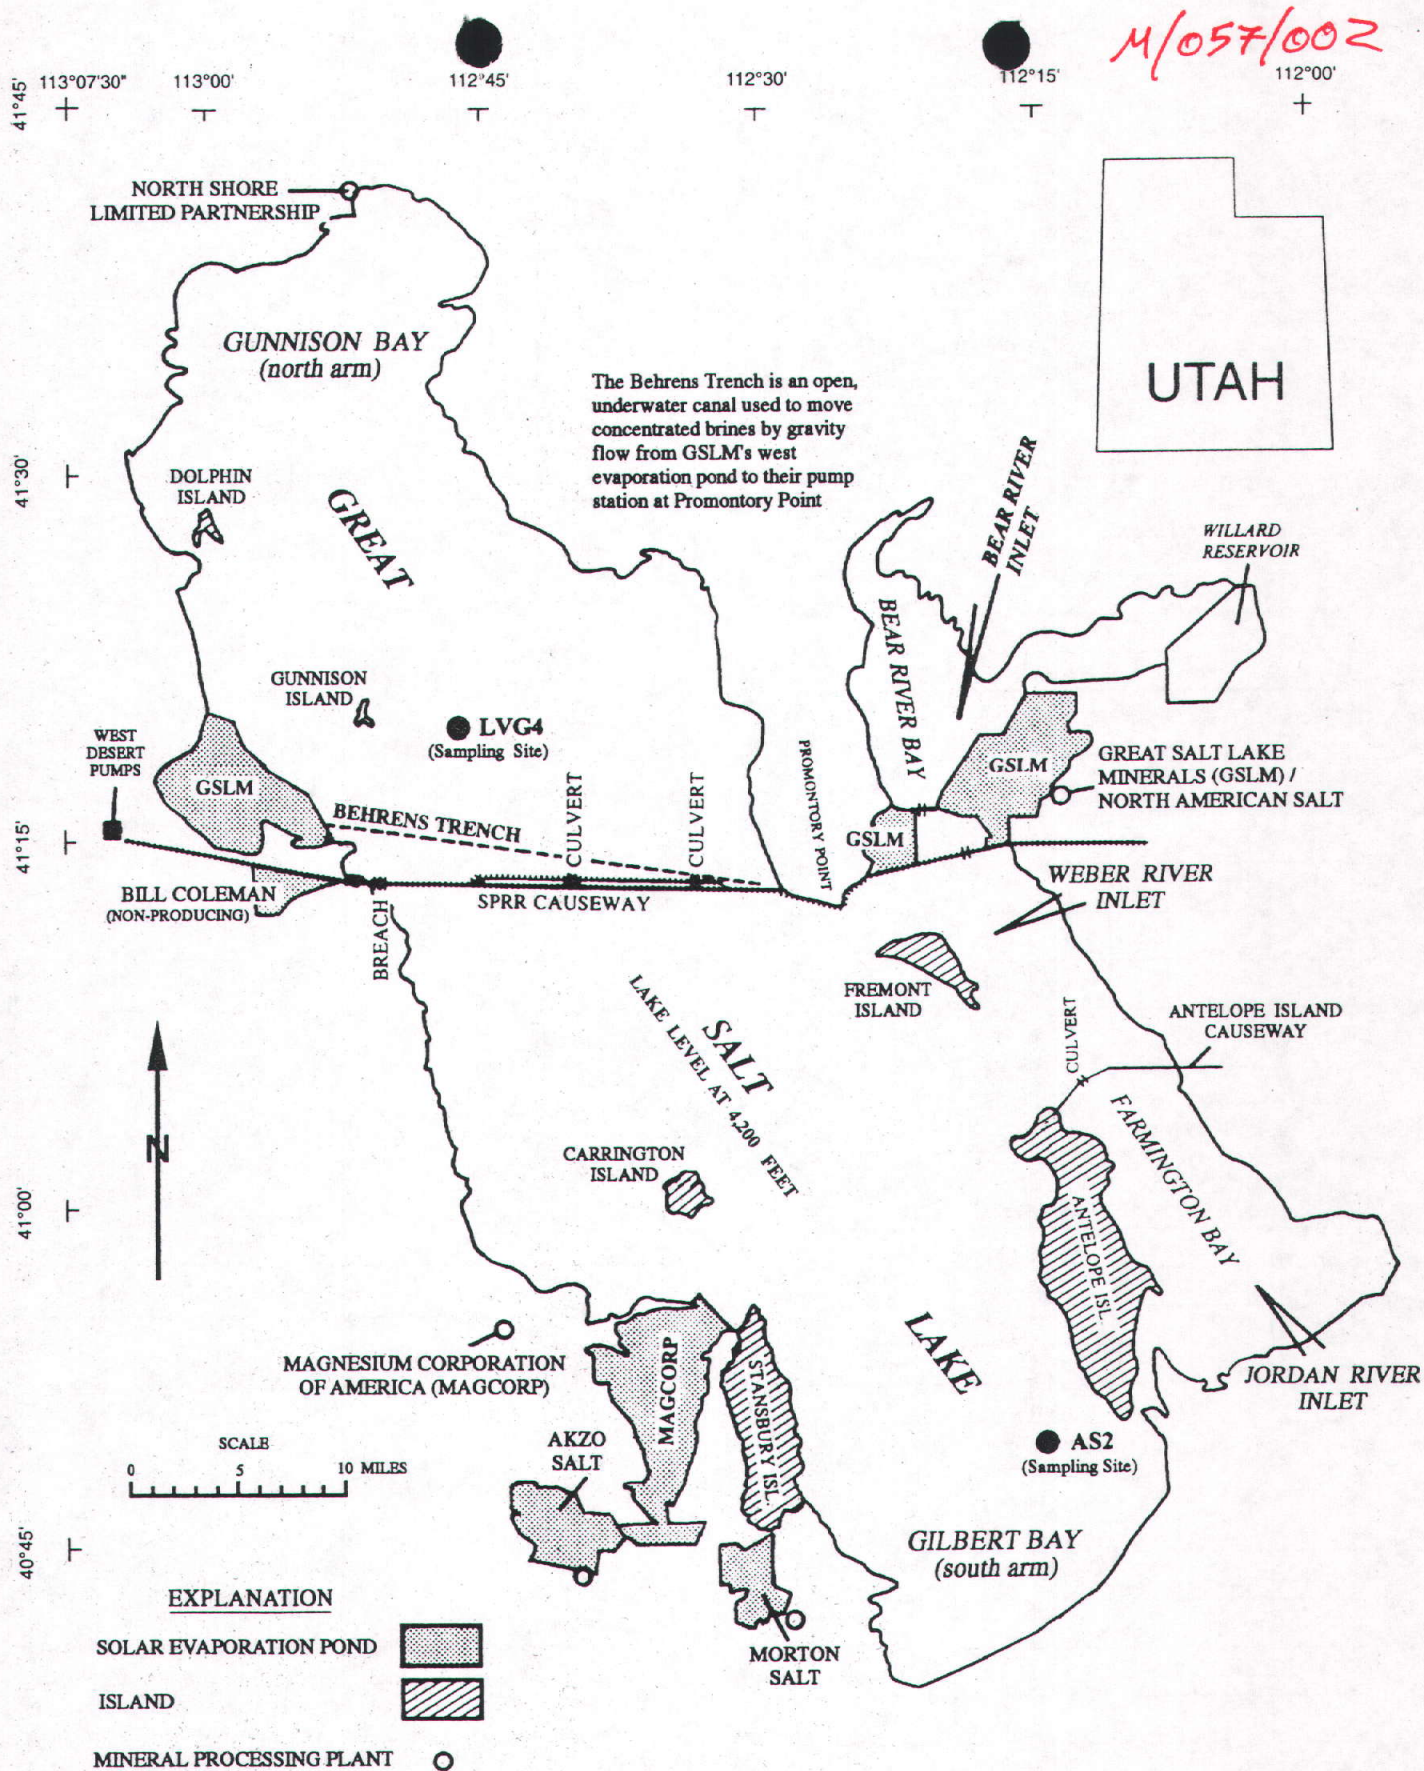 M/057/002
113°07'30"
113°00'
112°45'
112°30'
112°15'
112°00'
41°45'
NORTH SHORE
LIMITED PARTNERSHIP
UTAH
GUNNISON BAY
(north arm)
The Behrens Trench is an open,
underwater canal used to move
concentrated brines by gravity
flow from GSLM's west
evaporation pond to their pump
station at Promontory Point
41°30'
DOLPHIN
ISLAND
GREAT
BEAR RIVER
INLET
WILLARD
RESERVOIR
BEAR RIVER BAY
GUNNISON
ISLAND
LVG4
(Sampling Site)
WEST
DESERT
PUMPS
GSLM
PROMONTORY POINT
GSLM
GREAT SALT LAKE
MINERALS (GSLM) /
NORTH AMERICAN SALT
BEHRENS TRENCH
CULVERT
CULVERT
GSLM
41°15'
BILL COLEMAN
(NON-PRODUCING)
SPRR CAUSEWAY
BREACH
WEBER RIVER
INLET
FREMONT
ISLAND
SALT
LAKE LEVEL AT 4,200 FEET
CULVERT
ANTELOPE ISLAND
CAUSEWAY
N
CARRINGTON
ISLAND
FARMINGTON BAY
ANTELOPE ISL.
41°00'
LAKE
MAGNESIUM CORPORATION
OF AMERICA (MAGCORP)
MAGCORP
STANSBURY ISL.
JORDAN RIVER
INLET
AS2
(Sampling Site)
SCALE
0 5 10 MILES
AKZO
SALT
40°45'
GILBERT BAY
(south arm)
MORTON
SALT
EXPLANATION
SOLAR EVAPORATION POND
ISLAND
MINERAL PROCESSING PLANT